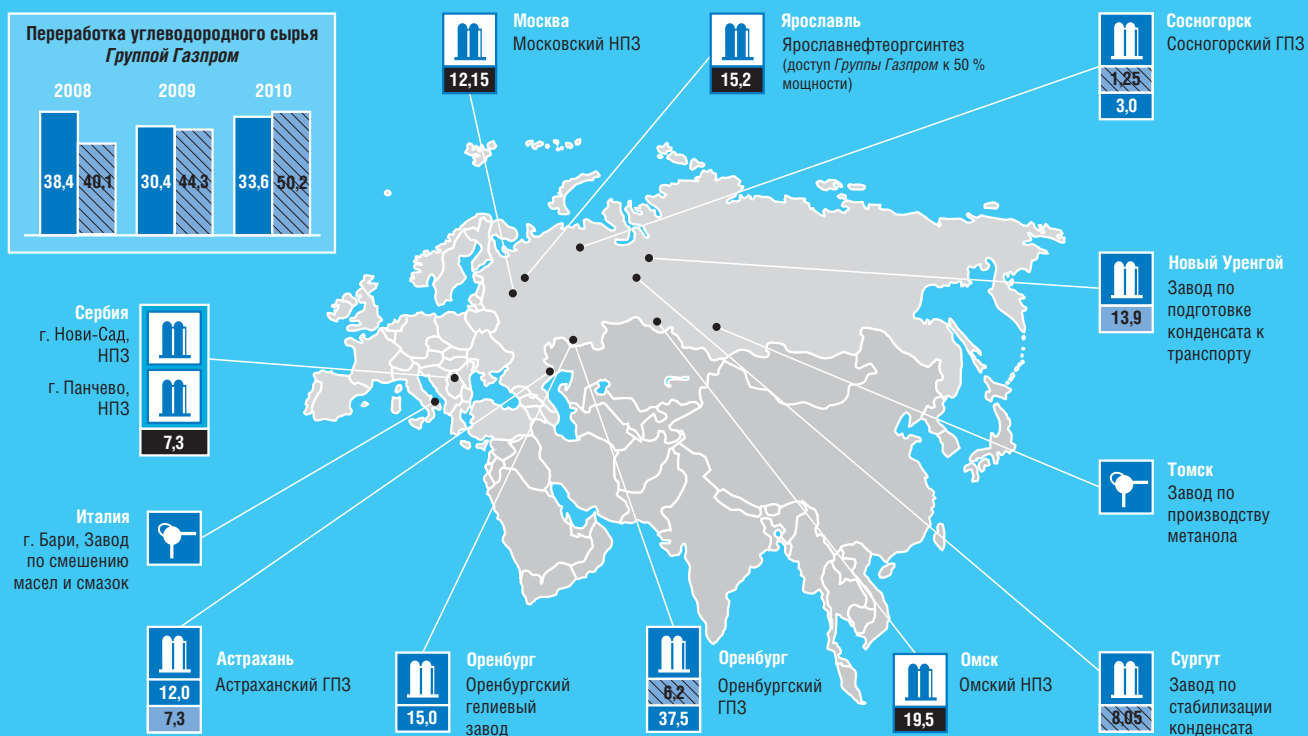 Переработка углеводородного сырья
Группой Газпром
2008
2009
2010
38,4
40,1
30,4
44,3
33,6
50,2
Москва
Московский НПЗ
12,15
Ярославль
Ярославнефтеоргсинтез
(доступ Группы Газпром к 50 %
мощности)
15,2
Сосногорск
Сосногорский ГПЗ
1,25
3,0
Новый Уренгой
Завод по
подготовке
конденсата к
транспорту
13,9
Сербия
г. Нови-Сад,
НПЗ
г. Панчево,
НПЗ
7,3
Италия
г. Бари, Завод
по смешению
масел и смазок
Томск
Завод по
производству
метанола
Астрахань
Астраханский ГПЗ
12,0
7,3
Оренбург
Оренбургский
гелиевый
завод
15,0
Оренбург
Оренбургский
ГПЗ
6,2
37,5
Омск
Омский НПЗ
19,5
Сургут
Завод по
стабилизации
конденсата
8,05